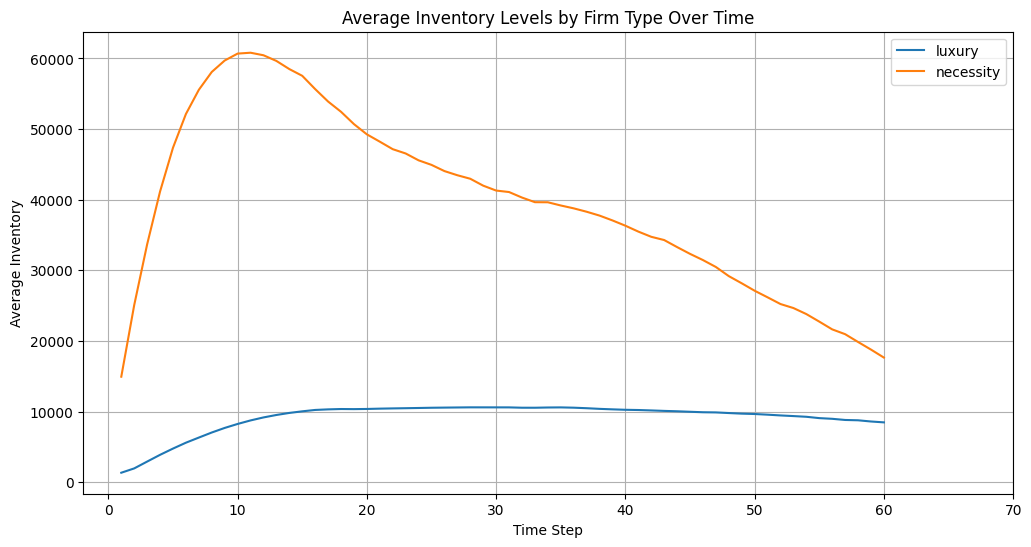 Average Inventory Levels by Firm Type Over Time
luxury
necessity
60000
50000
40000
30000
20000
10000
0
Average Inventory
0 10 20 30 40 50 60 70
Time Step